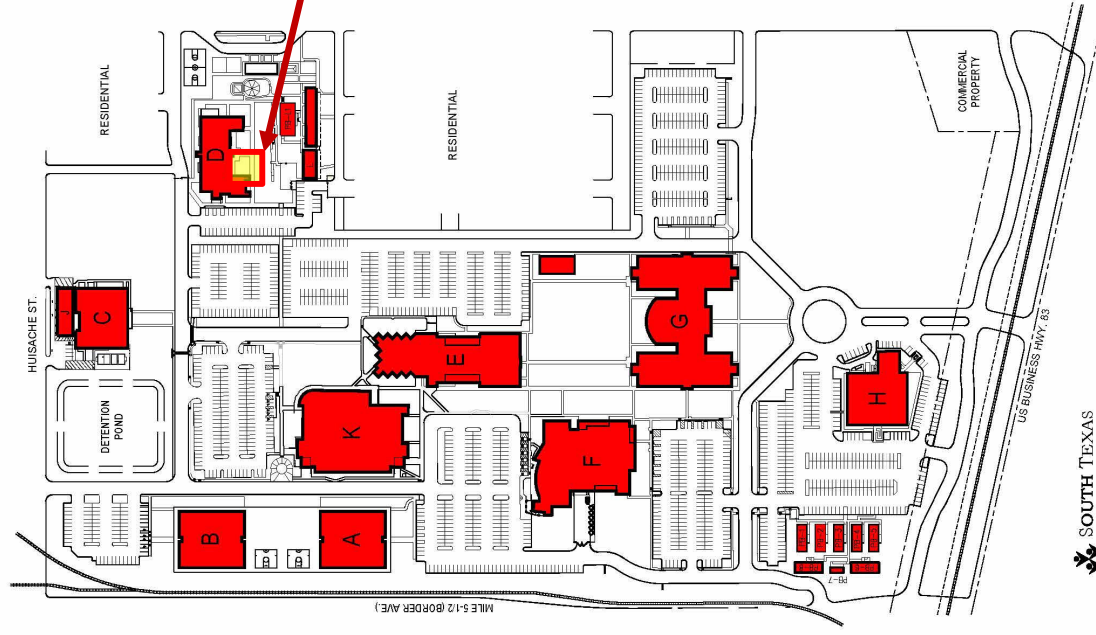 RESIDENTIAL
RESIDENTIAL
COMMERCIAL
PROPERTY
HUISACHE ST.
DETENTION
POND
D
J
C
E
G
K
F
H
B
A
PB-7
US BUSINESS HWY. 83
MILE 5-1/2 (BORDER AVE.)
SOUTH TEXAS